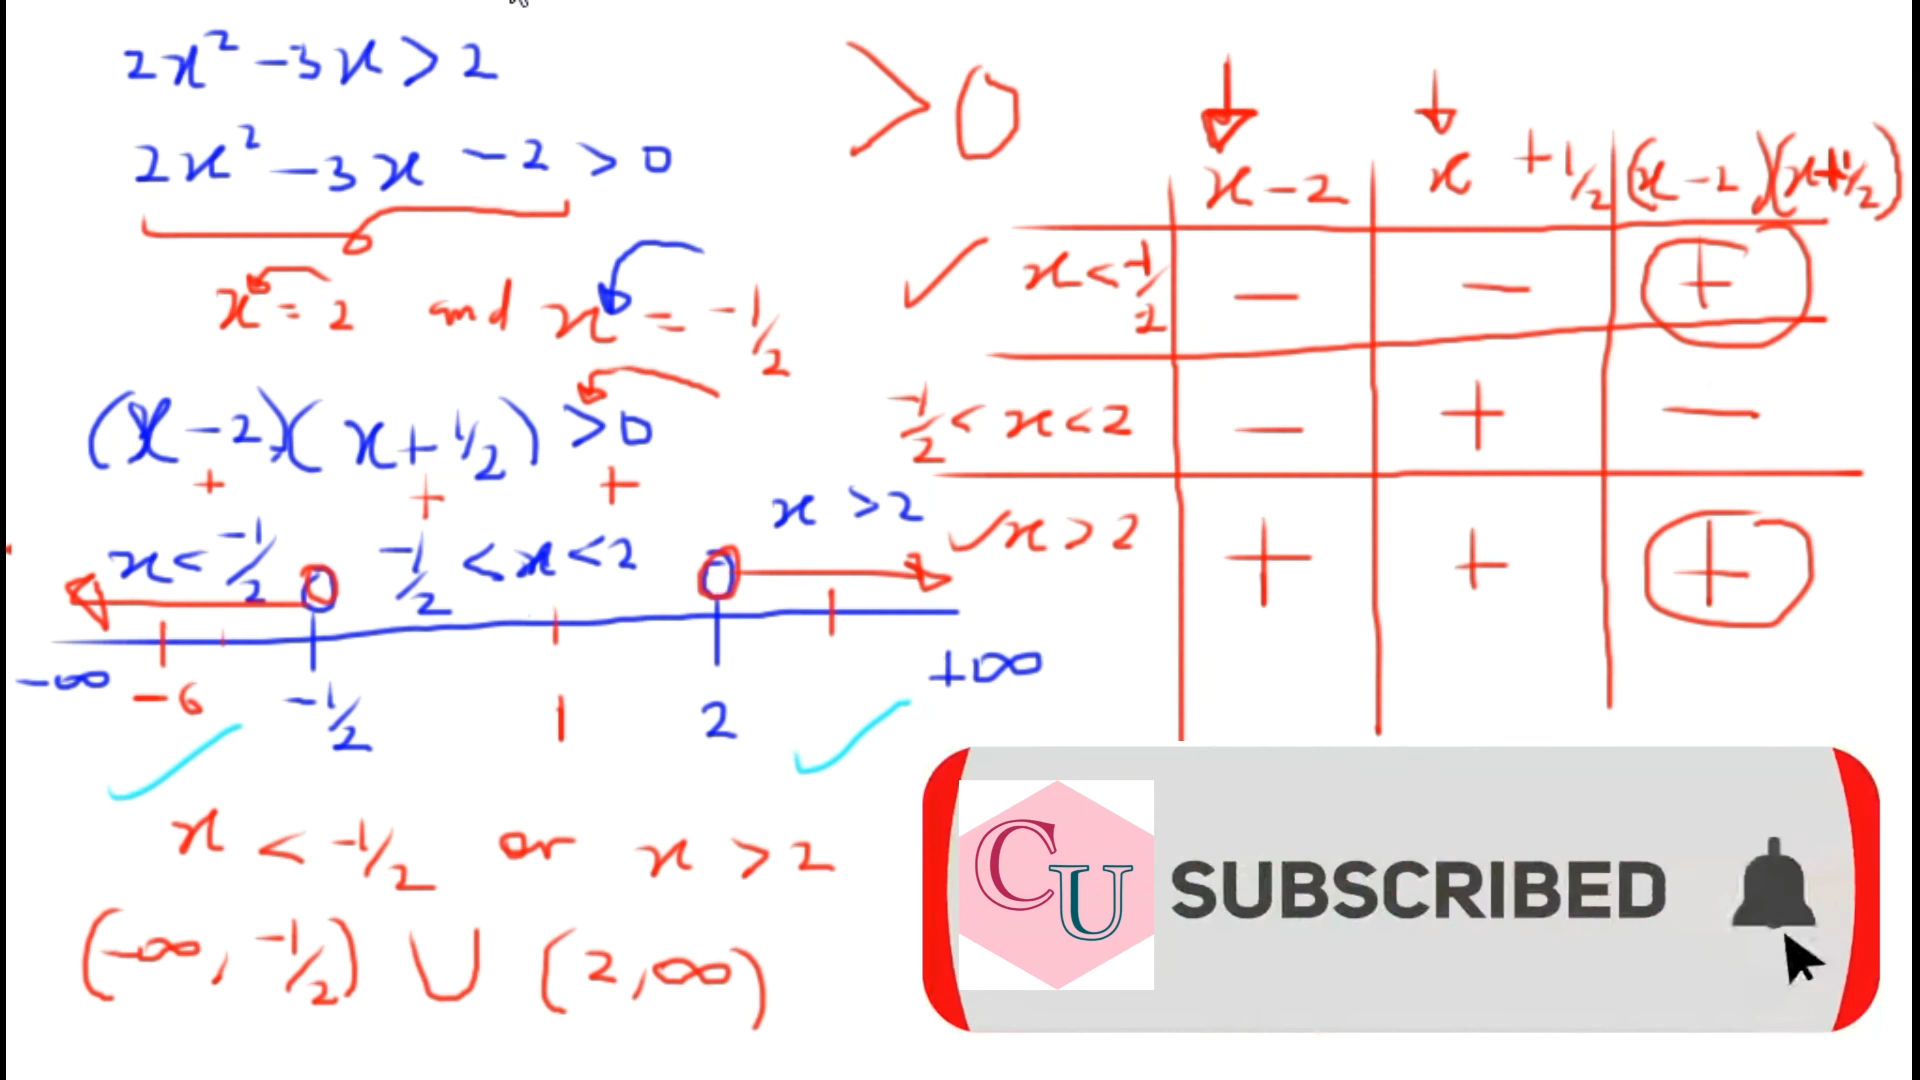 2x² -3x > 2
2x² -3x -2 > 0
x = 2 and x = -1/2
(x-2)(x+1/2) > 0
+ + +
x < -1/2 -1/2 < x < 2 x > 2
-∞ -6 -1/2 1 2 +∞
x < -1/2 or x > 2
(-∞, -1/2) ∪ (2, ∞)
> 0
x-2 x +1/2 (x-2)(x+1/2)
x < -1/2 - - +
-1/2 < x < 2 - + -
x > 2 + + +
CU
SUBSCRIBED